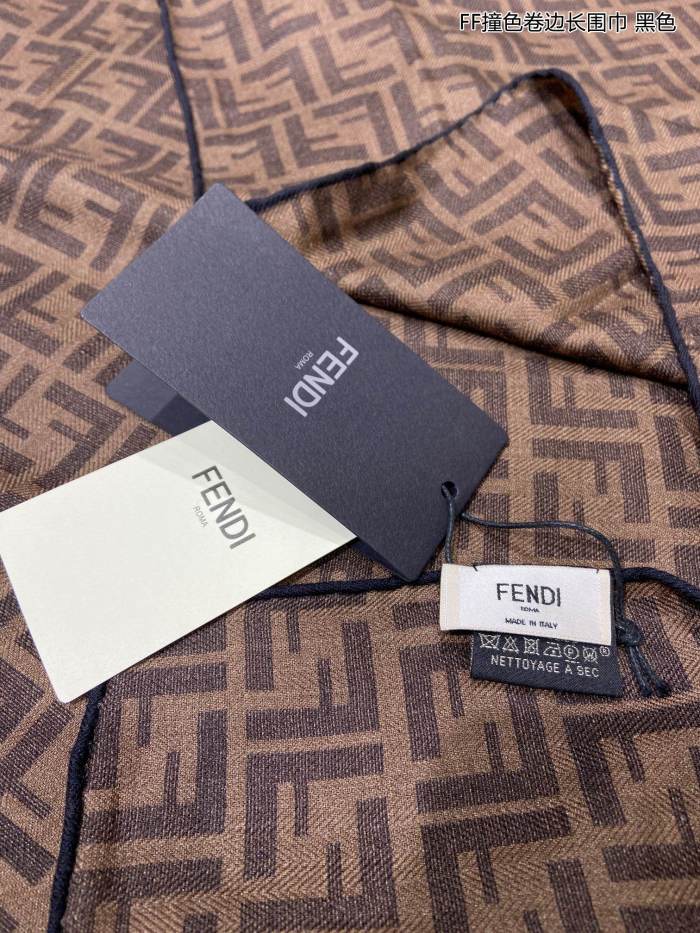 FF撞色卷边长围巾 黑色
FENDI
ROMA
FENDI
ROMA
FENDI
ROMA
MADE IN ITALY
NETTOYAGE A SEC